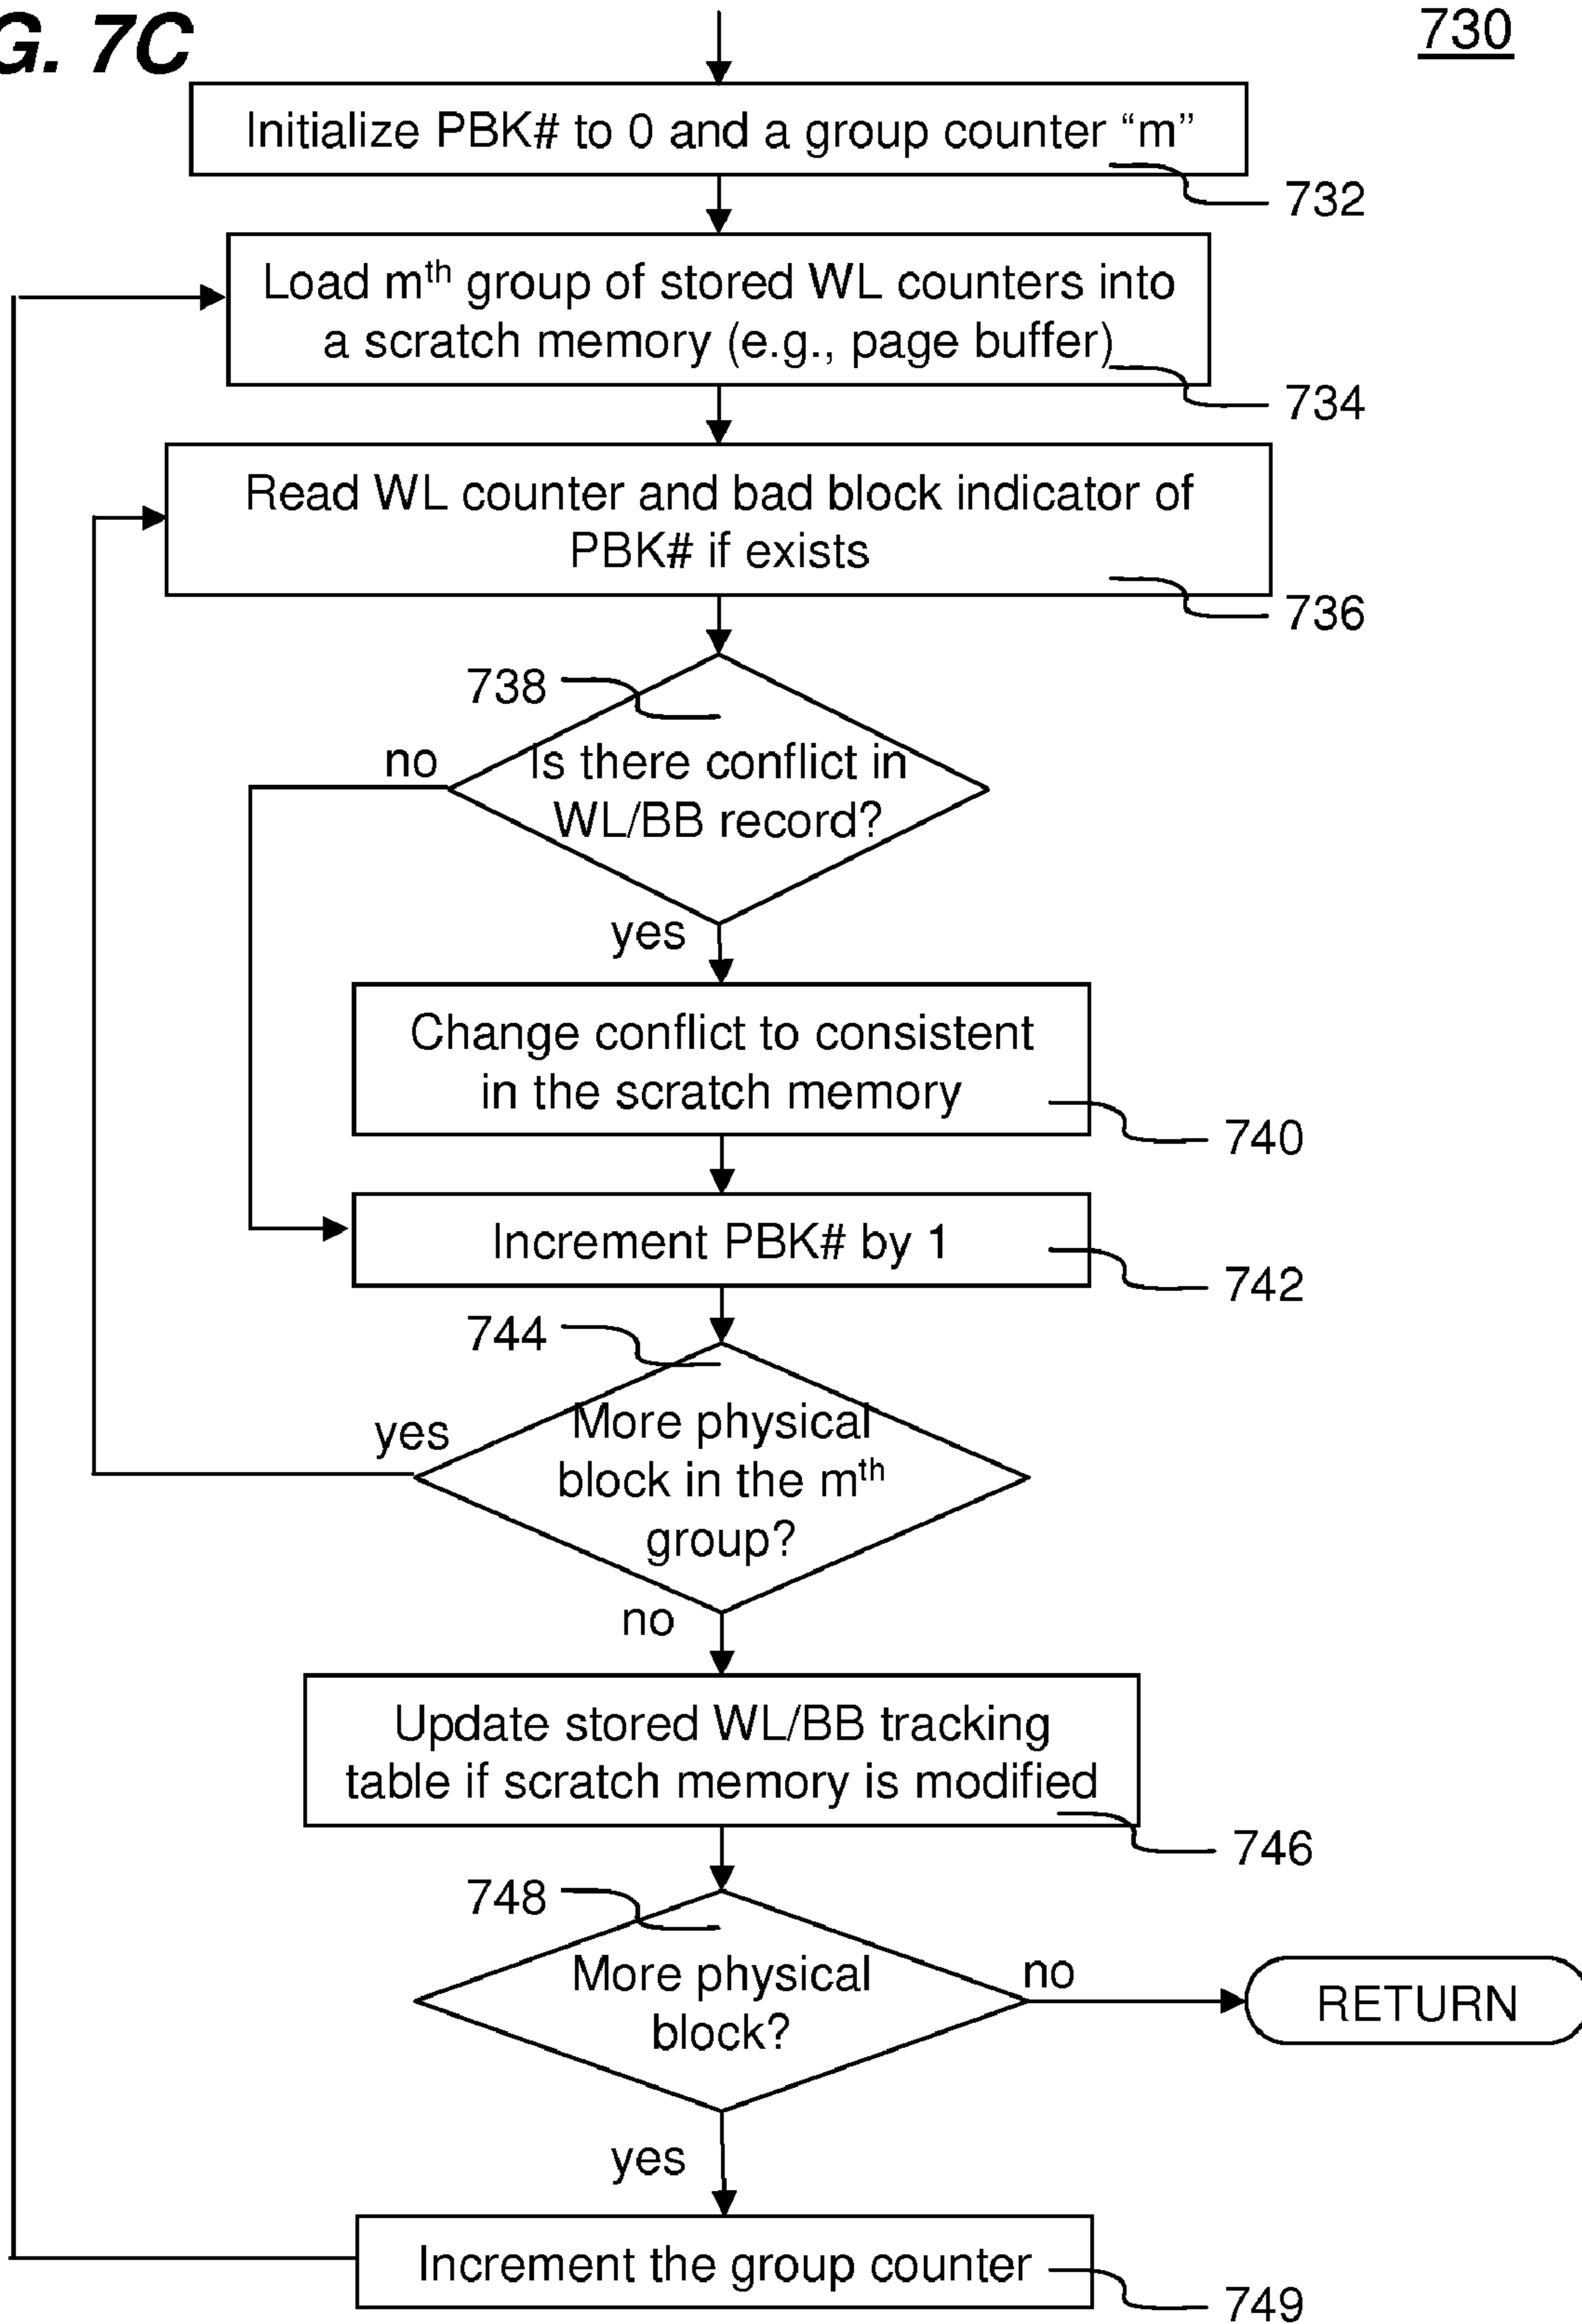 G. 7C
730
Initialize PBK# to 0 and a group counter “m”
732
Load mth group of stored WL counters into
a scratch memory (e.g., page buffer)
734
Read WL counter and bad block indicator of
PBK# if exists
736
738
no
Is there conflict in
WL/BB record?
yes
Change conflict to consistent
in the scratch memory
740
Increment PBK# by 1
742
744
yes
More physical
block in the mth
group?
no
Update stored WL/BB tracking
table if scratch memory is modified
746
748
More physical
block?
no
RETURN
yes
Increment the group counter
749